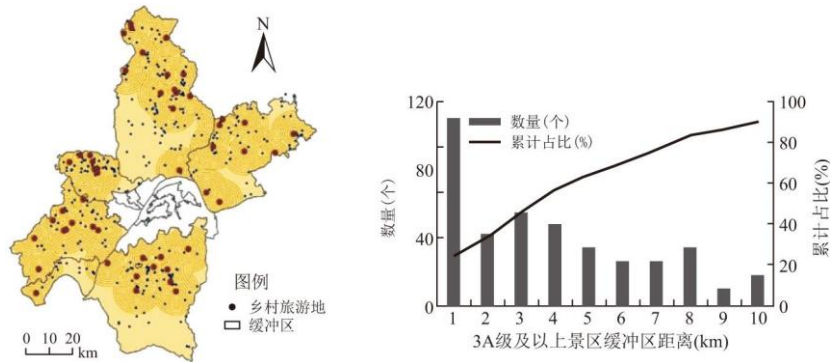 N
图例
乡村旅游地
缓冲区
0 10 20
km
120
80
40
0
数量(个)
数量(个)
累计占比(%)
100
80
60
40
20
0
累计占比(%)
1 2 3 4 5 6 7 8 9 10
3A级及以上景区缓冲区距离(km)